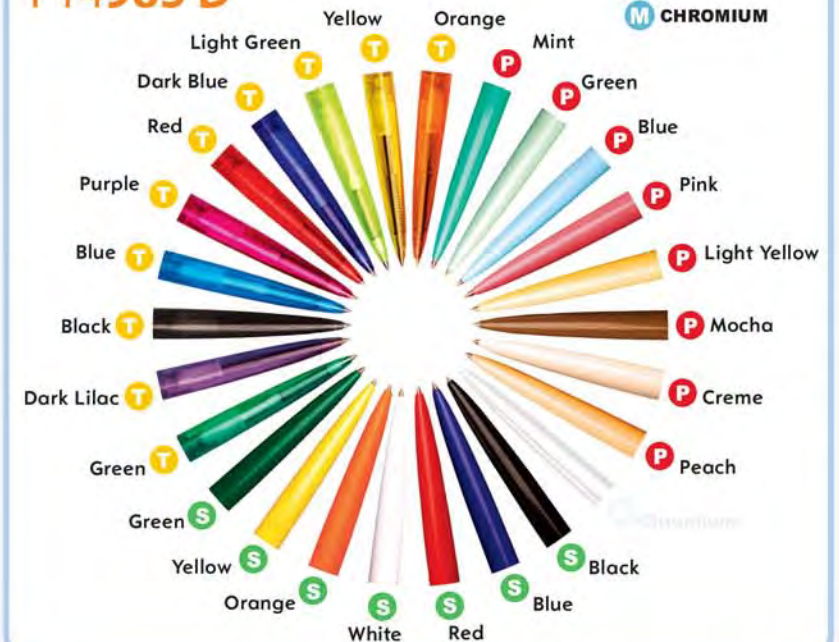 M CHROMIUM
Yellow T
Orange T
Light Green T
Mint P
Dark Blue T
Green P
Red T
Blue P
Purple T
Pink P
Blue T
Light Yellow P
Black T
Mocha P
Dark Lilac T
Creme P
Green T
Peach P
Green S
Chromium
Yellow S
Black S
Orange S
Blue S
White S
Red S